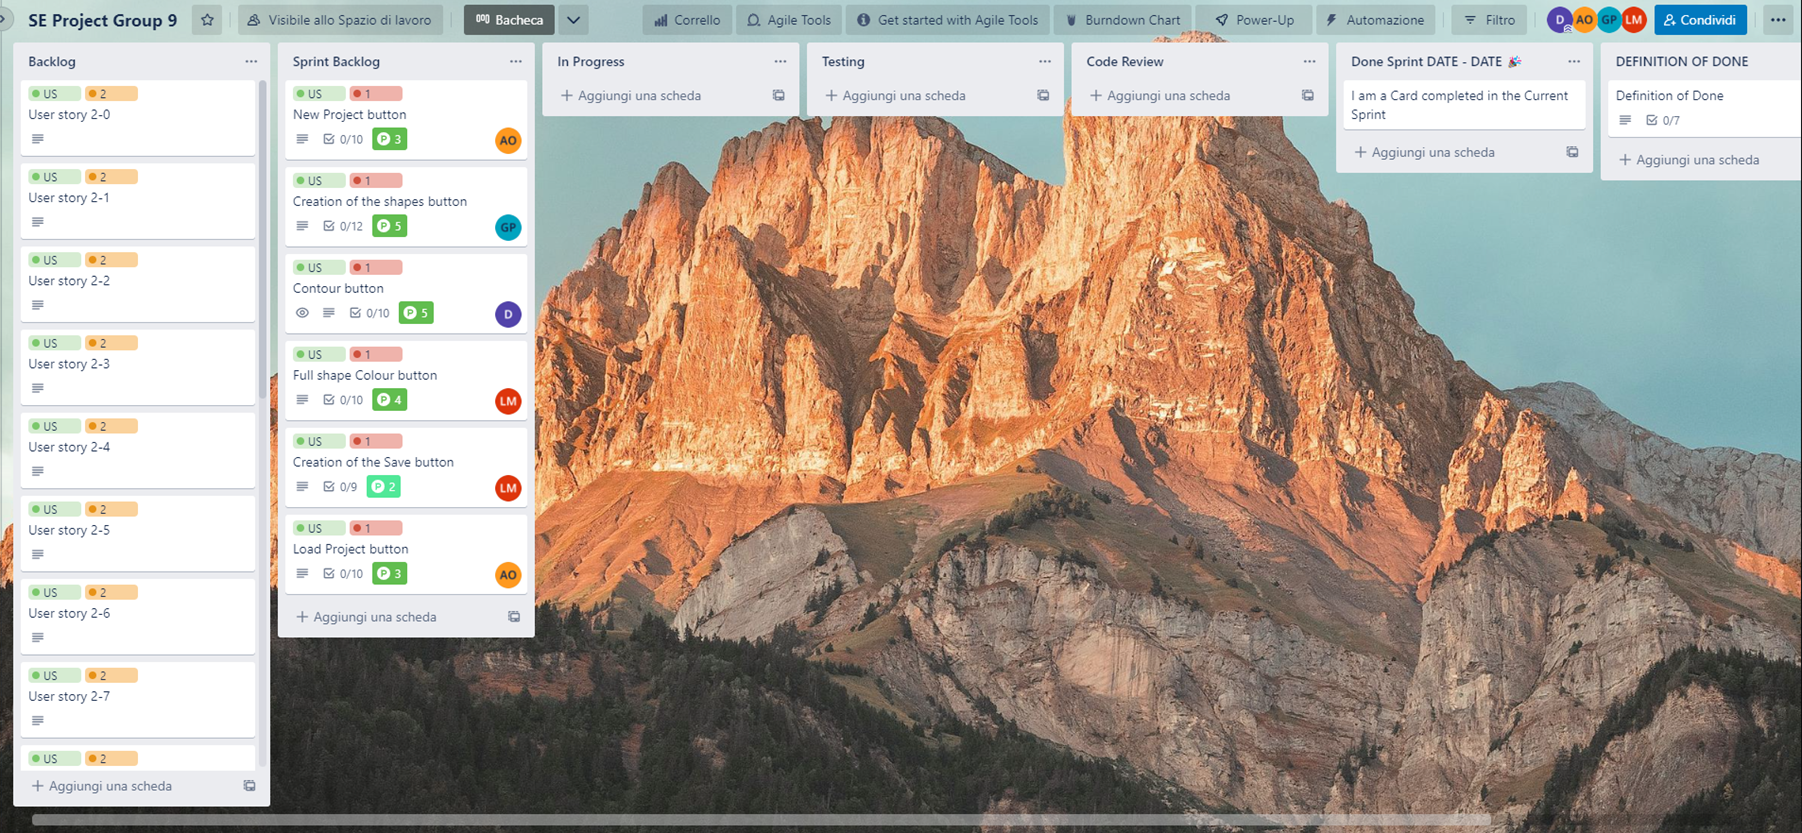 SE Project Group 9
Visibile allo Spazio di lavoro
Bacheca
Corrello
Agile Tools
Get started with Agile Tools
Burndown Chart
Power-Up
Automazione
Filtro
D
AO
GP
LM
Condividi
Backlog
US 2
User story 2-0
US 2
User story 2-1
US 2
User story 2-2
US 2
User story 2-3
US 2
User story 2-4
US 2
User story 2-5
US 2
User story 2-6
US 2
User story 2-7
US 2
Aggiungi una scheda
Sprint Backlog
US 1
New Project button
0/10 P 3 AO
US 1
Creation of the shapes button
0/12 P 5 GP
US 1
Contour button
0/10 P 5 D
US 1
Full shape Colour button
0/10 P 4 LM
US 1
Creation of the Save button
0/9 P 2 LM
US 1
Load Project button
0/10 P 3 AO
Aggiungi una scheda
In Progress
Aggiungi una scheda
Testing
Aggiungi una scheda
Code Review
Aggiungi una scheda
Done Sprint DATE - DATE 🎉
I am a Card completed in the Current
Sprint
Aggiungi una scheda
DEFINITION OF DONE
Definition of Done
0/7
Aggiungi una scheda